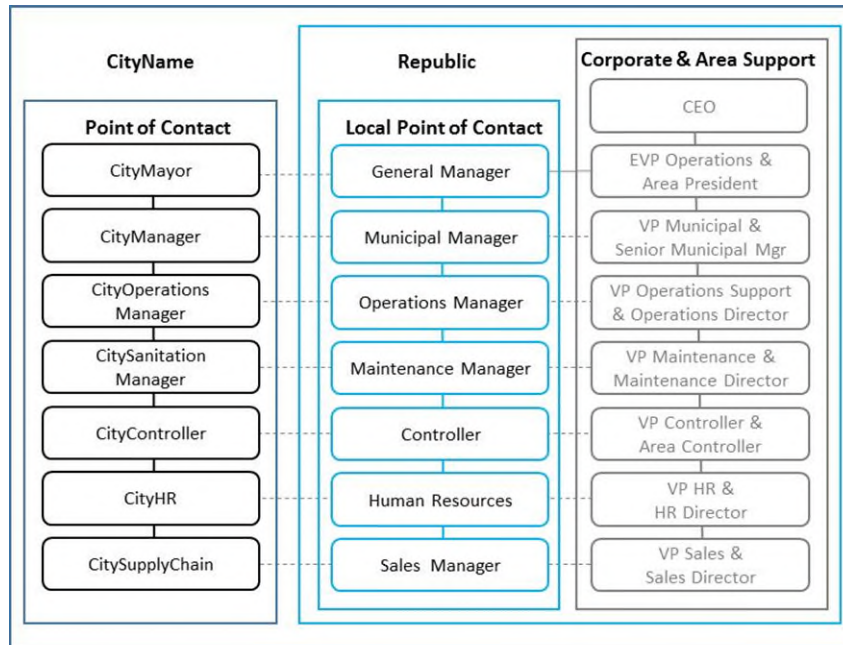 CityName
Point of Contact
CityMayor
CityManager
CityOperations
Manager
CitySanitation
Manager
CityController
CityHR
CitySupplyChain
Republic
Local Point of Contact
General Manager
Municipal Manager
Operations Manager
Maintenance Manager
Controller
Human Resources
Sales Manager
Corporate & Area Support
CEO
EVP Operations &
Area President
VP Municipal &
Senior Municipal Mgr
VP Operations Support
& Operations Director
VP Maintenance &
Maintenance Director
VP Controller &
Area Controller
VP HR &
HR Director
VP Sales &
Sales Director